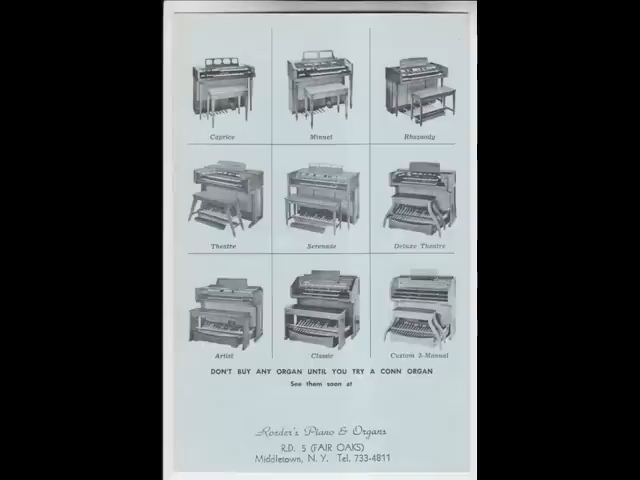 Caprice
Minuet
Rhapsody
Theatre
Serenade
Deluxe Theatre
Artist
Classic
Custom 3-Manual
DON'T BUY ANY ORGAN UNTIL YOU TRY A CONN ORGAN
See them soon at
Roeder's Piano & Organs
R.D. 5 (FAIR OAKS)
Middletown, N. Y. Tel. 733-4811